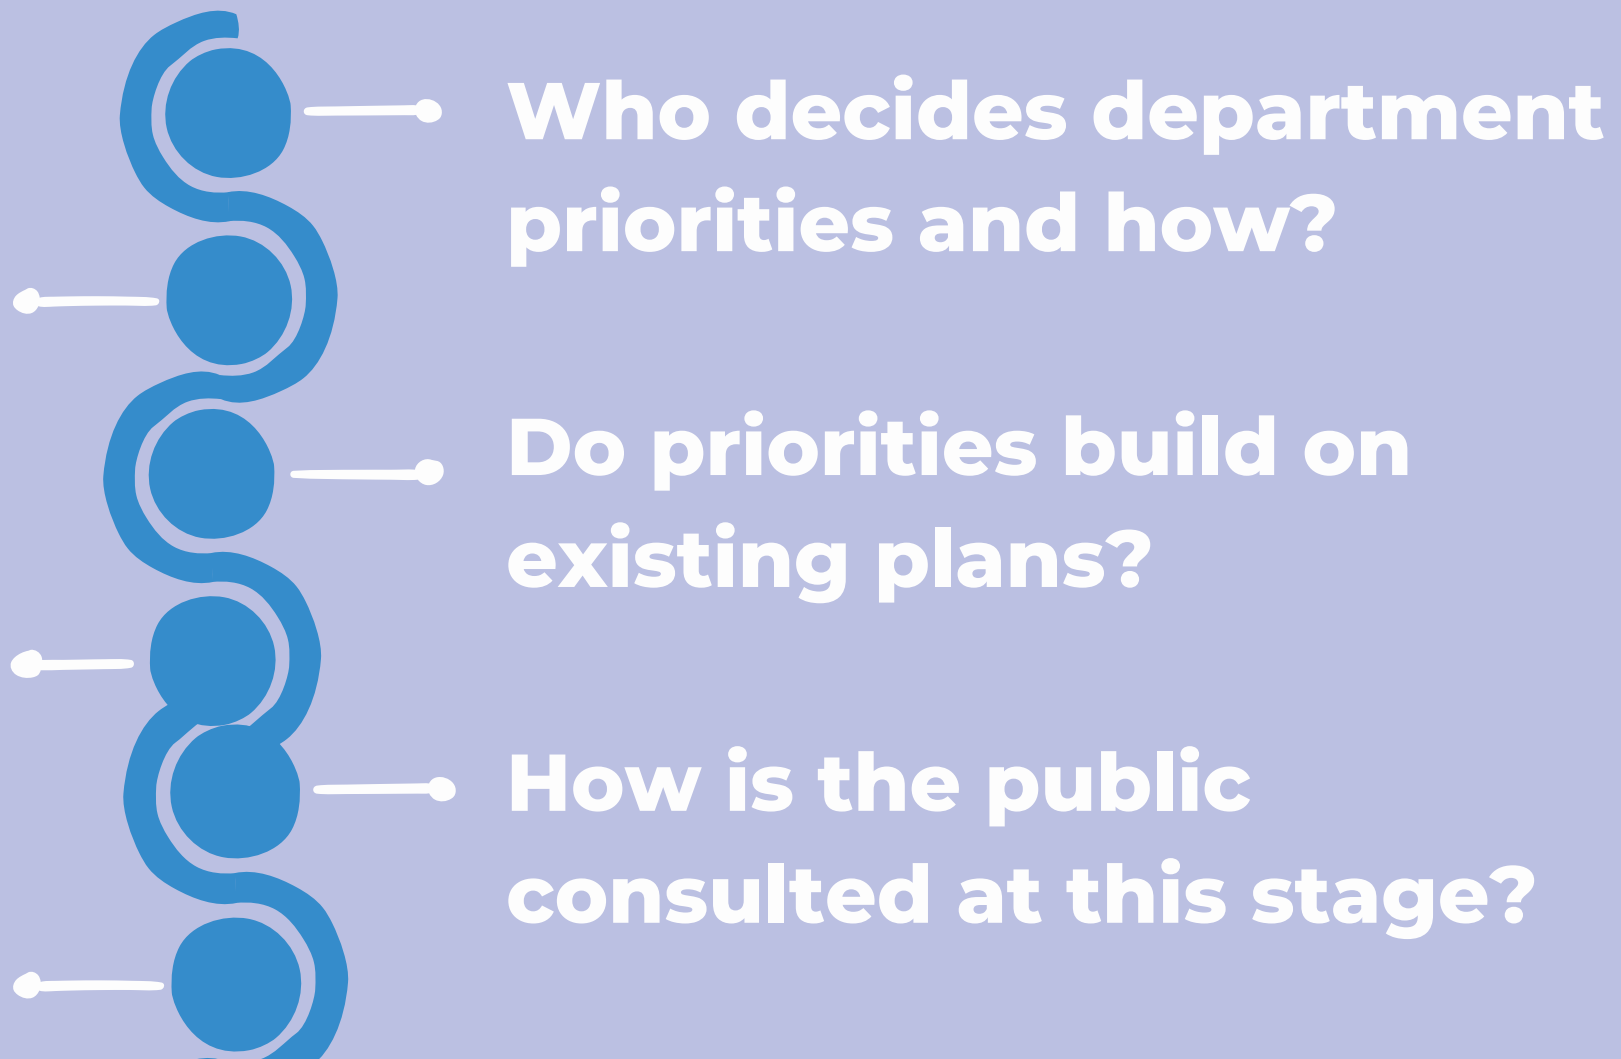 Who decides department
priorities and how?
Do priorities build on
existing plans?
How is the public
consulted at this stage?